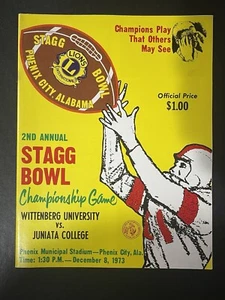 Champions Play
That Others
May See
STAGG
BOWL
LIONS
L
PHENIX CITY, ALABAMA
Official Price
$1.00
2ND ANNUAL
STAGG
BOWL
Championship Game
WITTENBERG UNIVERSITY
vs.
JUNIATA COLLEGE
Phenix Municipal Stadium—Phenix City, Ala.
Time: 1:30 P.M.— December 8, 1973